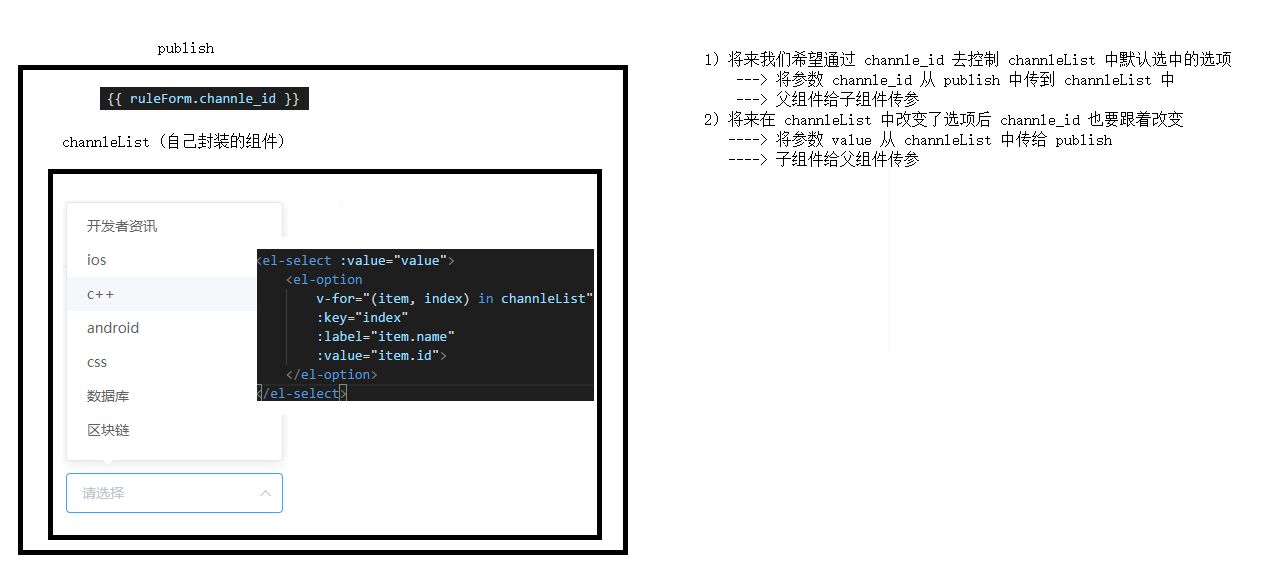 publish
{{ ruleForm.channle_id }}
channleList（自己封装的组件）
开发者资讯
ios
c++
android
css
数据库
区块链
请选择
<el-select :value="value">
<el-option
v-for="(item, index) in channleList"
:key="index"
:label="item.name"
:value="item.id">
</el-option>
</el-select>
1）将来我们希望通过 channle_id 去控制 channleList 中默认选中的选项
---> 将参数 channle_id 从 publish 中传到 channleList 中
---> 父组件给子组件传参
2）将来在 channleList 中改变了选项后 channle_id 也要跟着改变
----> 将参数 value 从 channleList 中传给 publish
----> 子组件给父组件传参